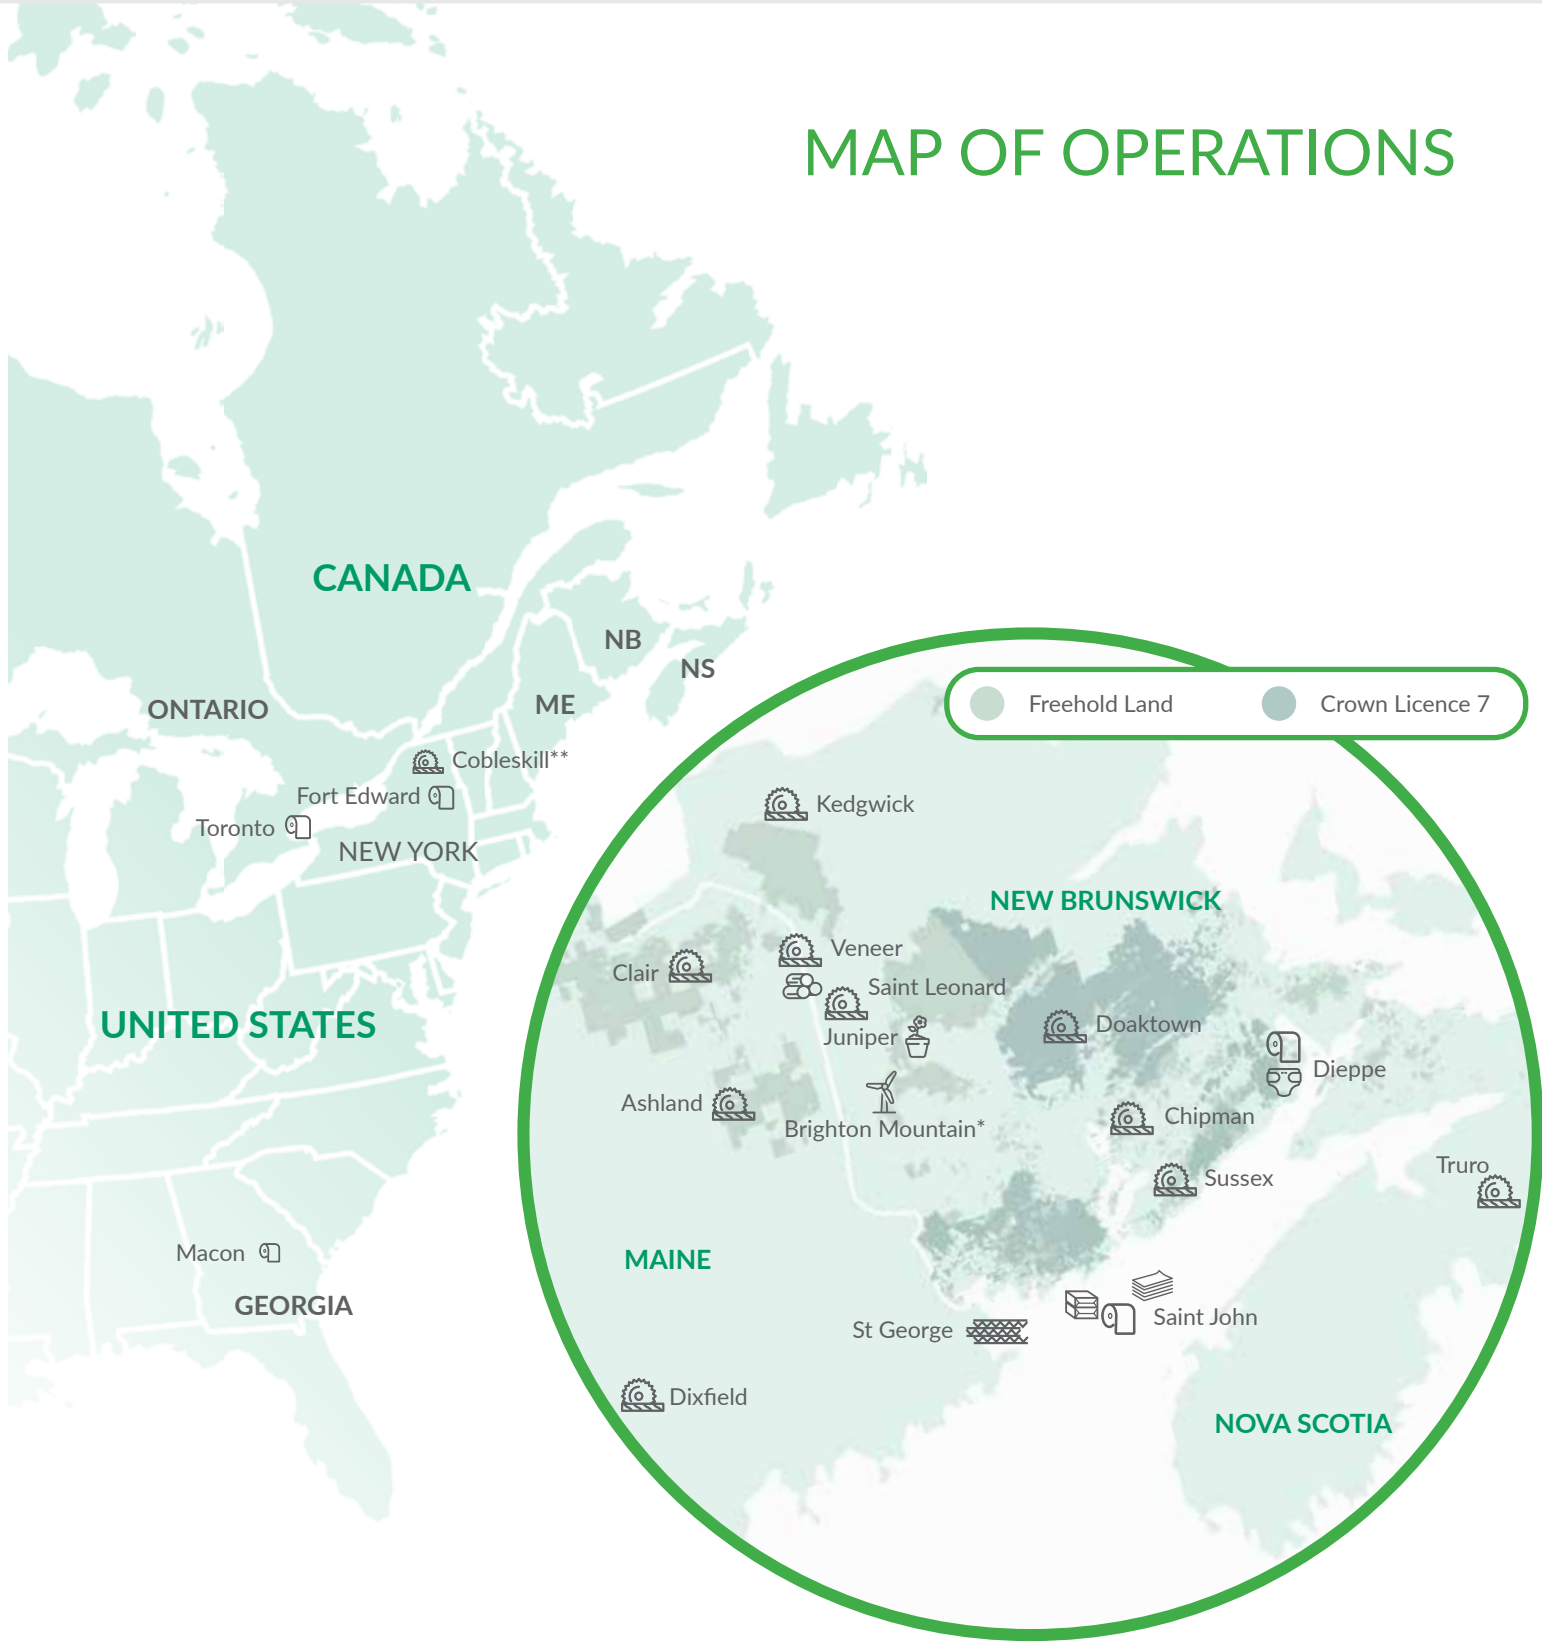 MAP OF OPERATIONS
CANADA
NB
NS
ME
ONTARIO
Cobleskill**
Fort Edward
Toronto
NEW YORK
UNITED STATES
Macon
GEORGIA
Freehold Land
Crown Licence 7
Kedgwick
NEW BRUNSWICK
Veneer
Clair
Saint Leonard
Juniper
Doaktown
Dieppe
Ashland
Brighton Mountain*
Chipman
Sussex
Truro
MAINE
St George
Saint John
Dixfield
NOVA SCOTIA